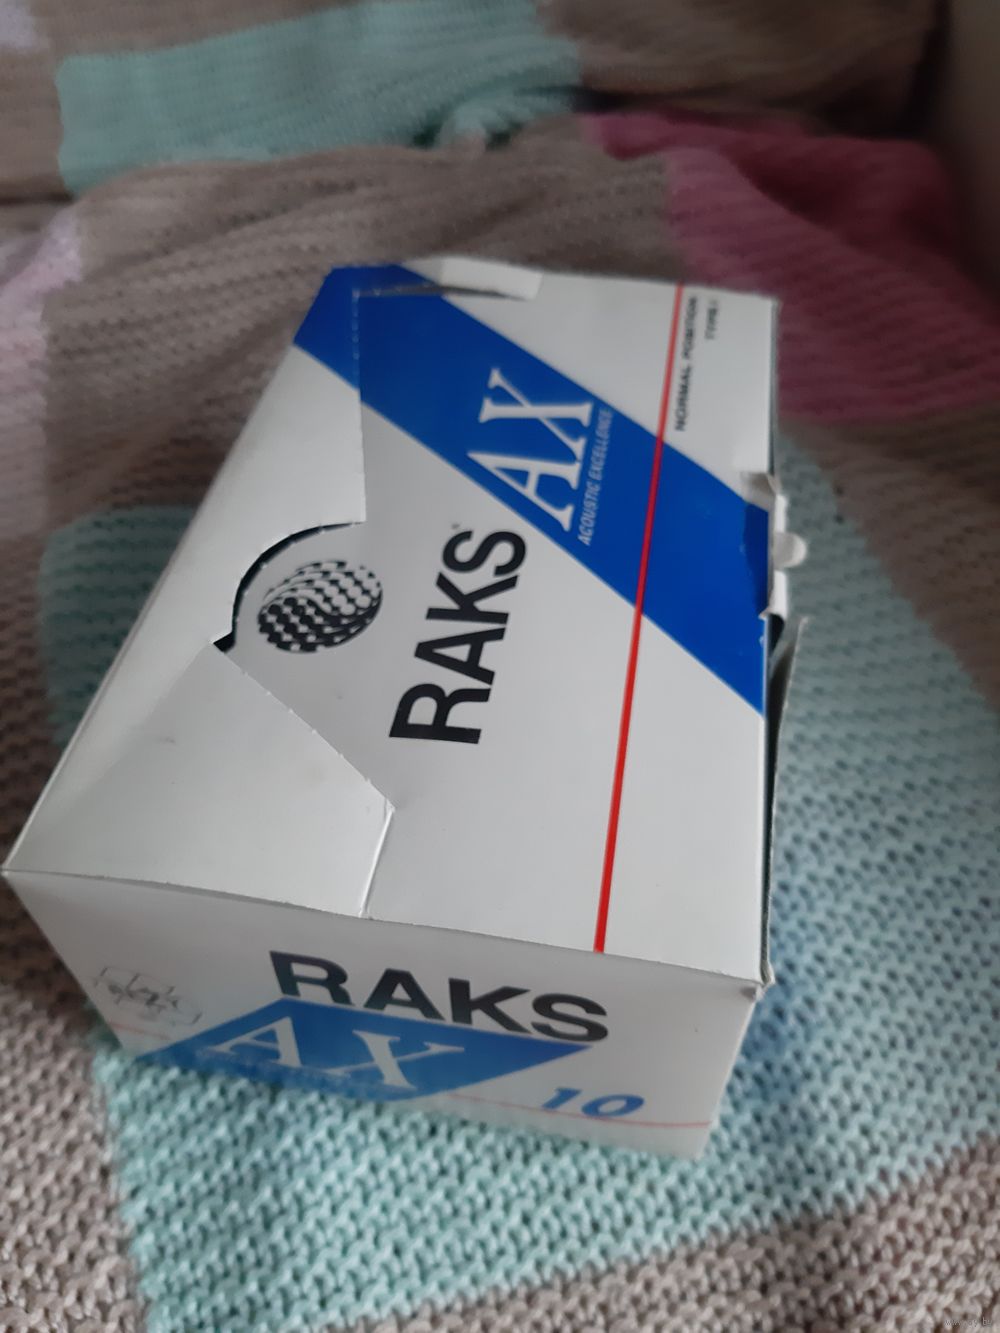 AX
ACOUSTIC EXCELLENCE
RAKS
NORMAL POSITION
TYPE I
RAKS
AX
10